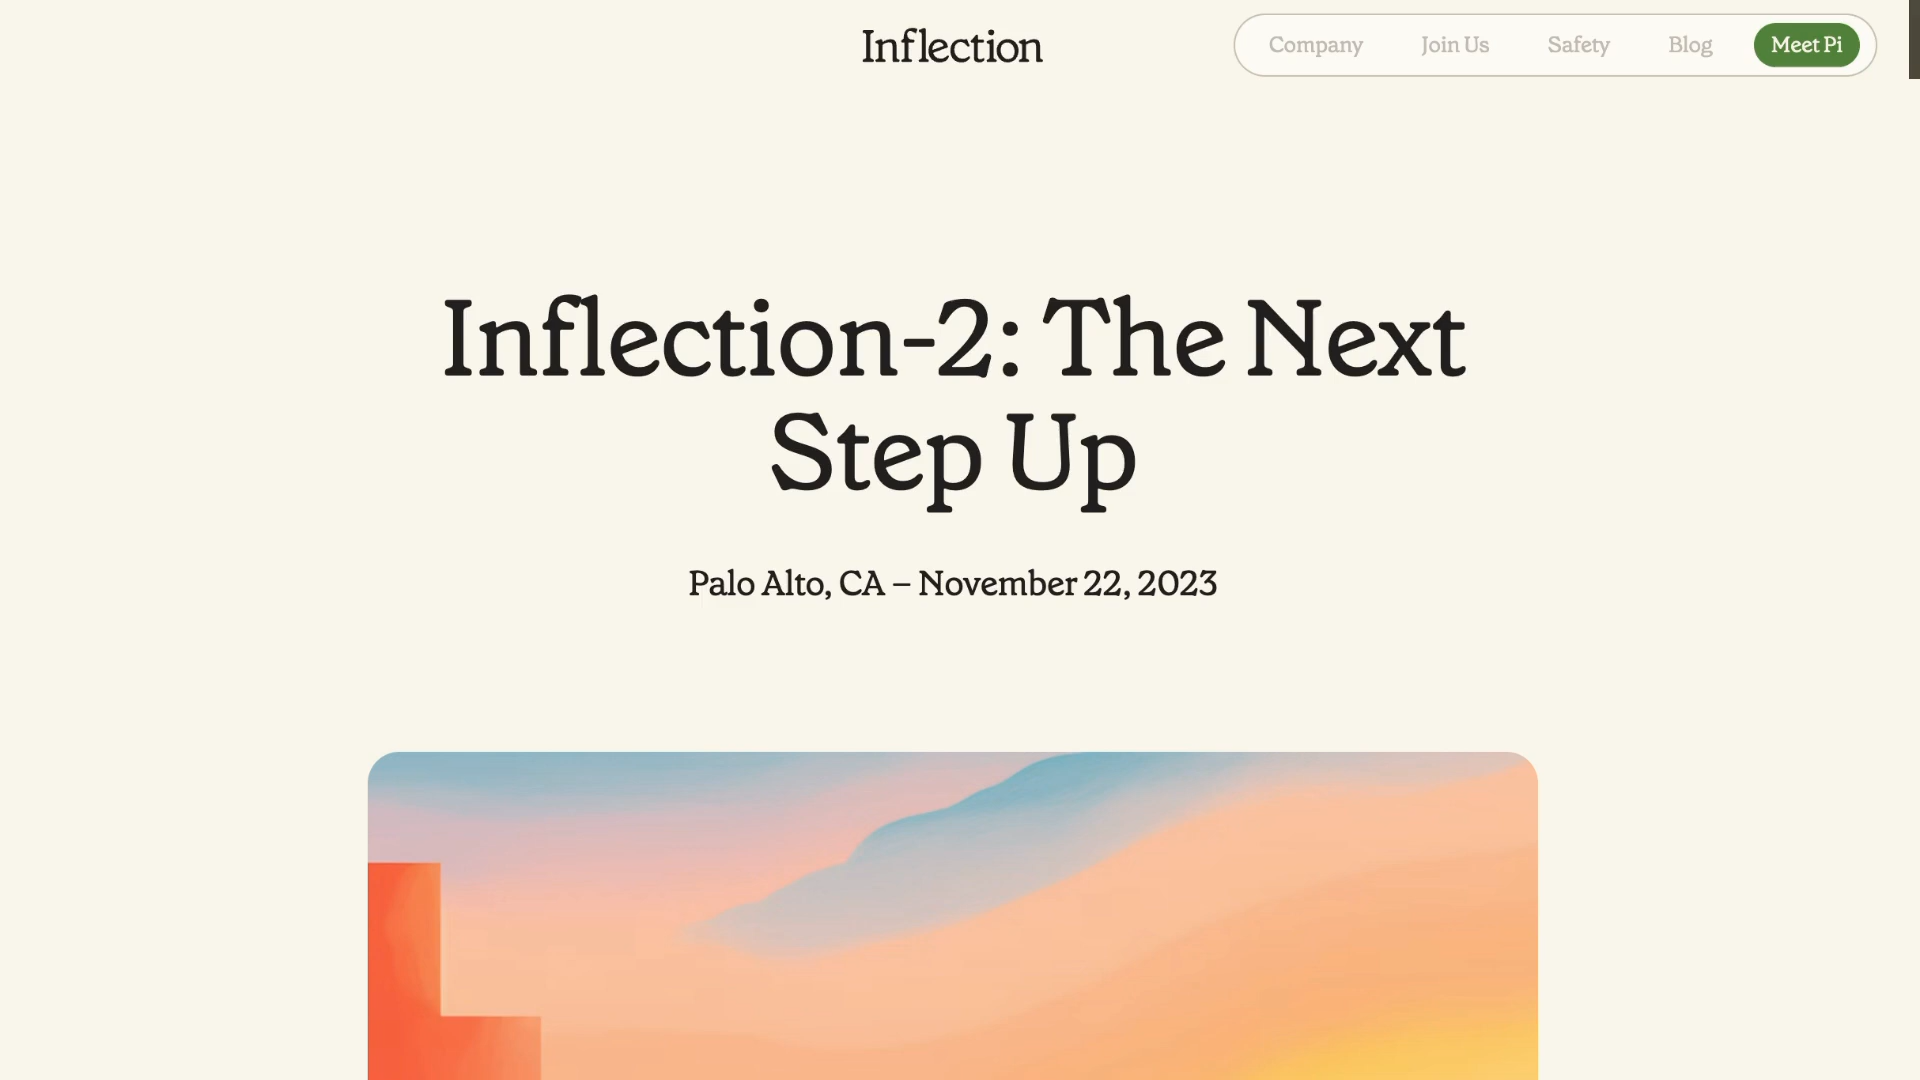 Inflection
Company Join Us Safety Blog Meet Pi
Inflection-2: The Next
Step Up
Palo Alto, CA – November 22, 2023